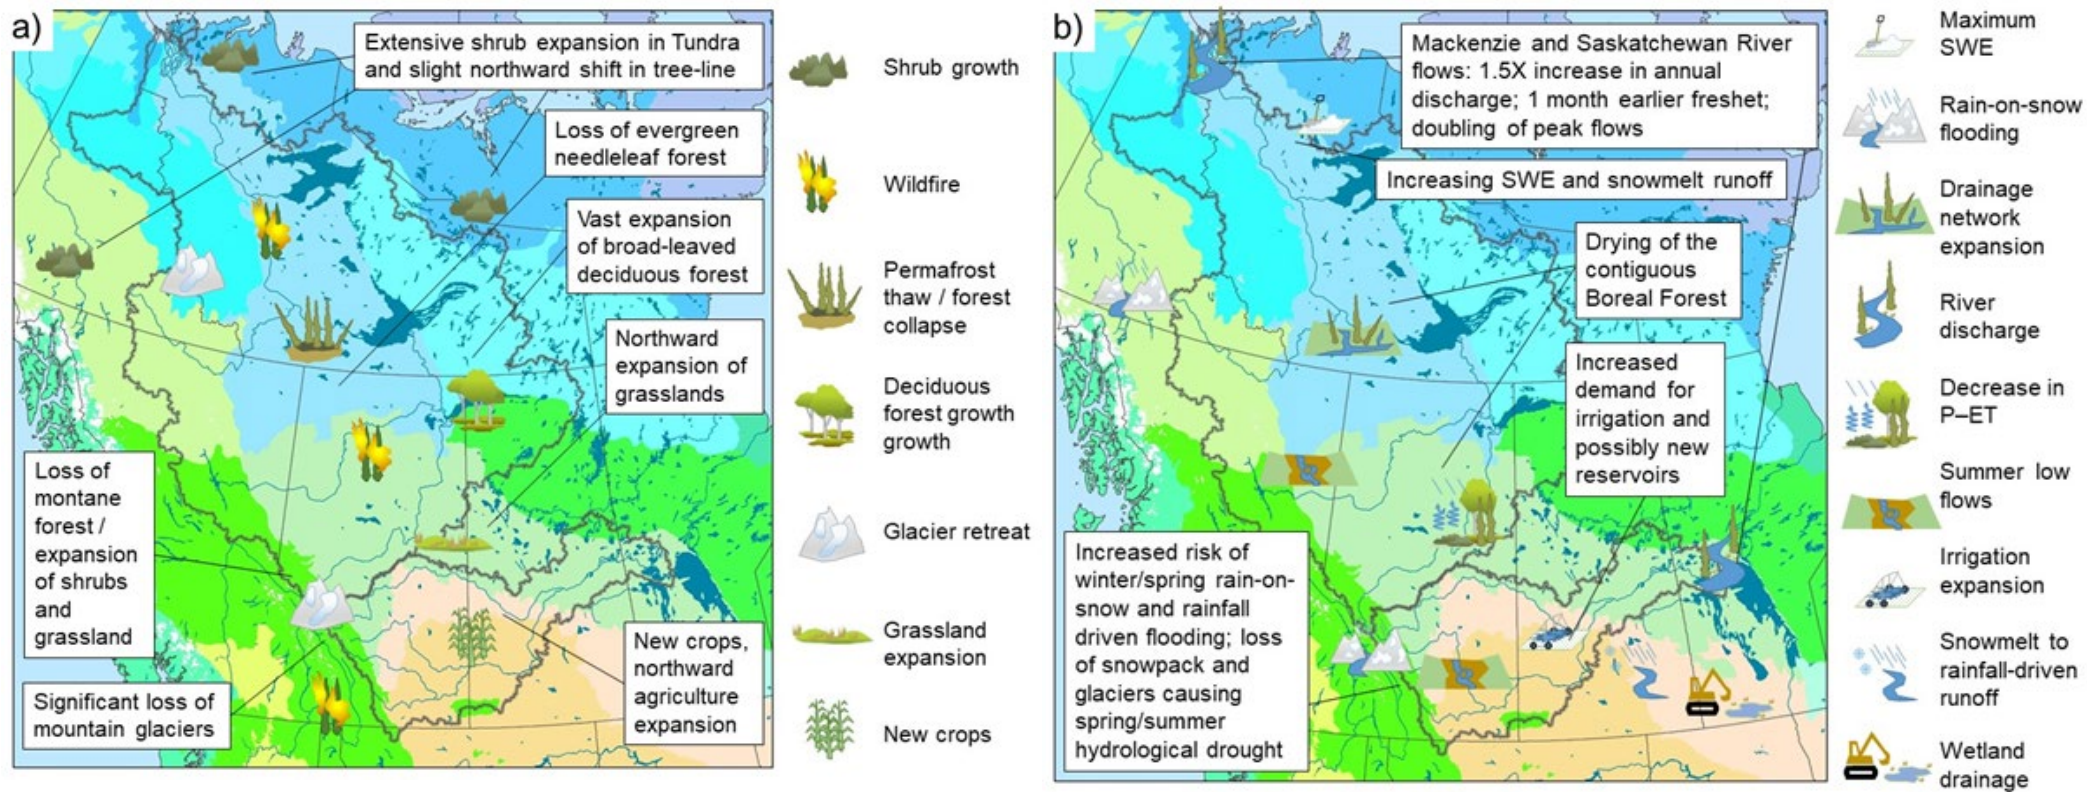 a)
Extensive shrub expansion in Tundra
and slight northward shift in tree-line
Loss of evergreen
needleleaf forest
Vast expansion
of broad-leaved
deciduous forest
Northward
expansion of
grasslands
Loss of
montane
forest /
expansion
of shrubs
and
grassland
Significant loss of
mountain glaciers
New crops,
northward
agriculture
expansion
Shrub growth
Wildfire
Permafrost
thaw / forest
collapse
Deciduous
forest growth
growth
Glacier retreat
Grassland
expansion
New crops
b)
Mackenzie and Saskatchewan River
flows: 1.5X increase in annual
discharge; 1 month earlier freshet;
doubling of peak flows
Increasing SWE and snowmelt runoff
Drying of the
contiguous
Boreal Forest
Increased
demand for
irrigation and
possibly new
reservoirs
Increased risk of
winter/spring rain-on-
snow and rainfall
driven flooding; loss
of snowpack and
glaciers causing
spring/summer
hydrological drought
Maximum
SWE
Rain-on-snow
flooding
Drainage
network
expansion
River
discharge
Decrease in
P–ET
Summer low
flows
Irrigation
expansion
Snowmelt to
rainfall-driven
runoff
Wetland
drainage